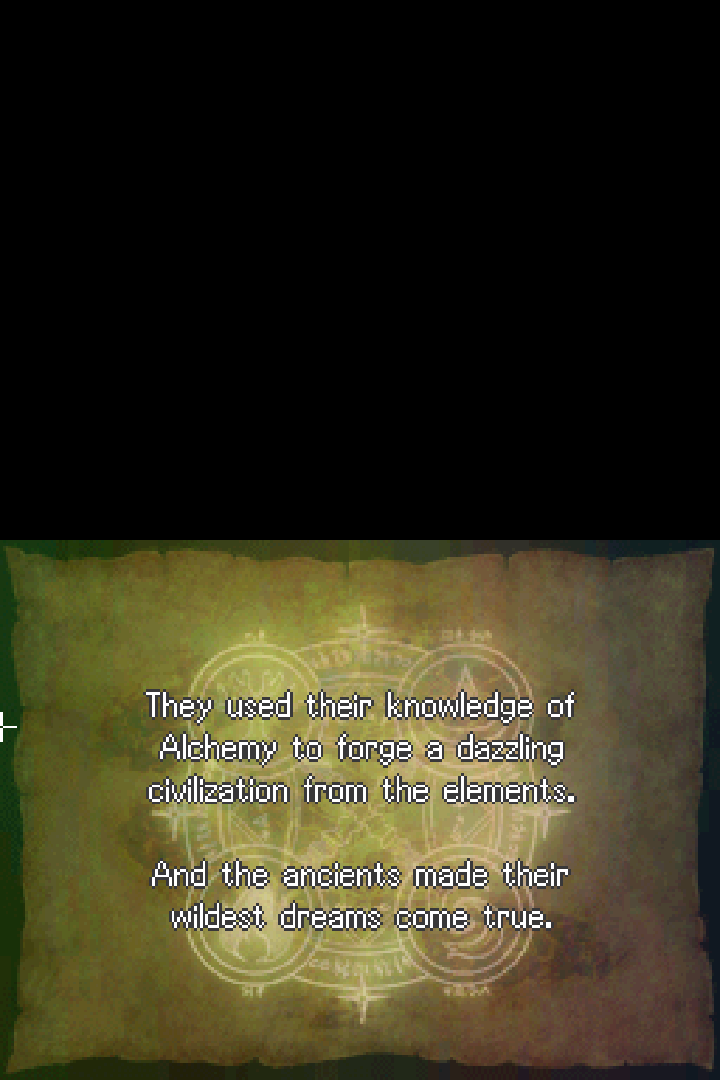 They used their knowledge of
Alchemy to forge a dazzling
civilization from the elements.
And the ancients made their
wildest dreams come true.